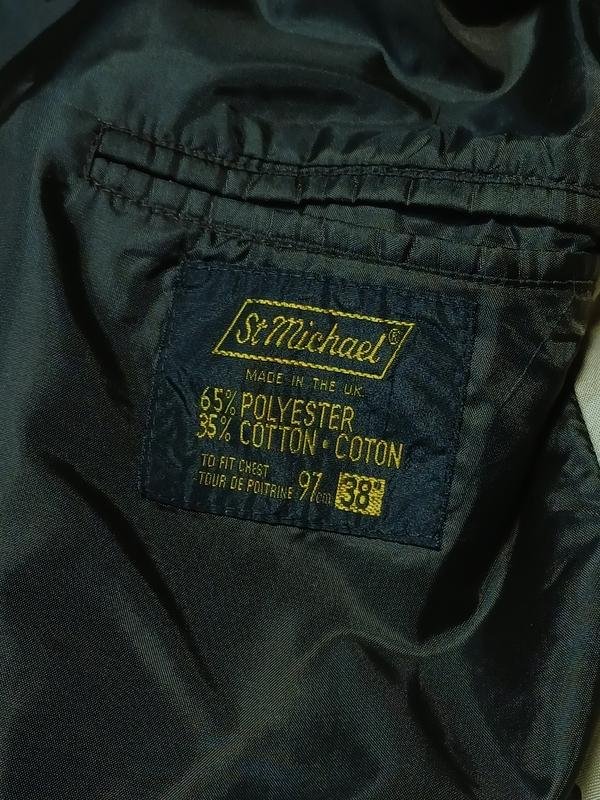 St Michael®
MADE IN THE U.K.
65% POLYESTER
35% COTTON · COTON
TO FIT CHEST
TOUR DE POITRINE 97cm 38"